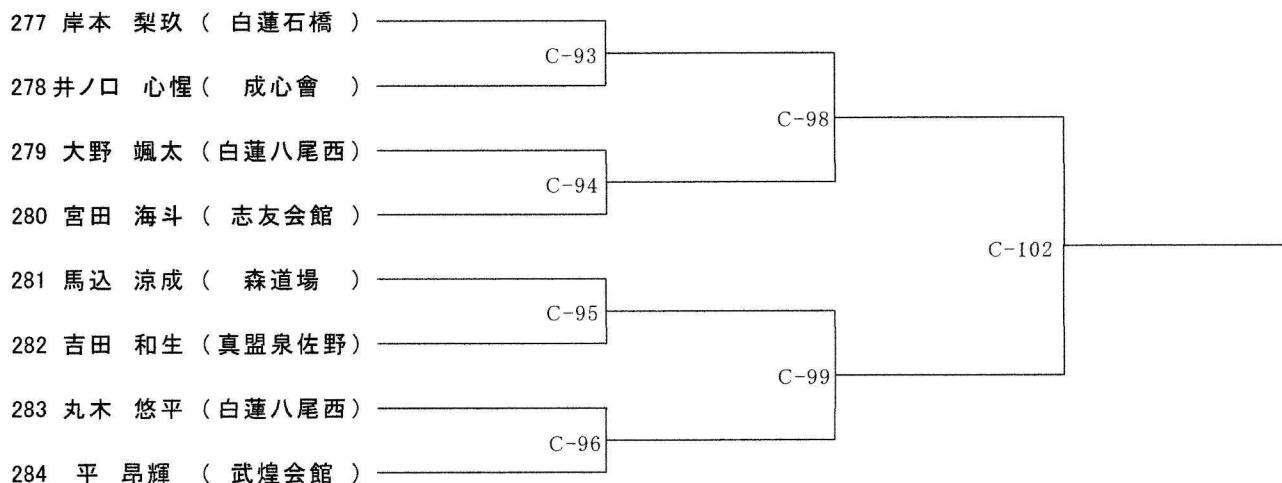 277 岸本 梨玖 ( 白蓮石橋 )
C-93
278 井ノ口 心惺 ( 成心會 )
C-98
279 大野 颯太 (白蓮八尾西)
C-94
280 宮田 海斗 ( 志友会館 )
C-102
281 馬込 涼成 ( 森道場 )
C-95
282 吉田 和生 (真盟泉佐野)
C-99
283 丸木 悠平 (白蓮八尾西)
C-96
284 平 昂輝 ( 武煌会館 )